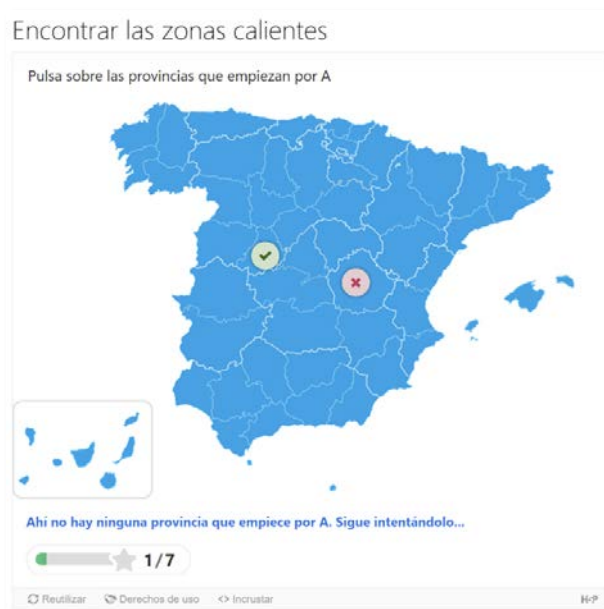 Encontrar las zonas calientes
Pulsa sobre las provincias que empiezan por A
Ahí no hay ninguna provincia que empiece por A. Sigue intentándolo...
1/7
Reutilizar Derechos de uso <> Incrustar H-P